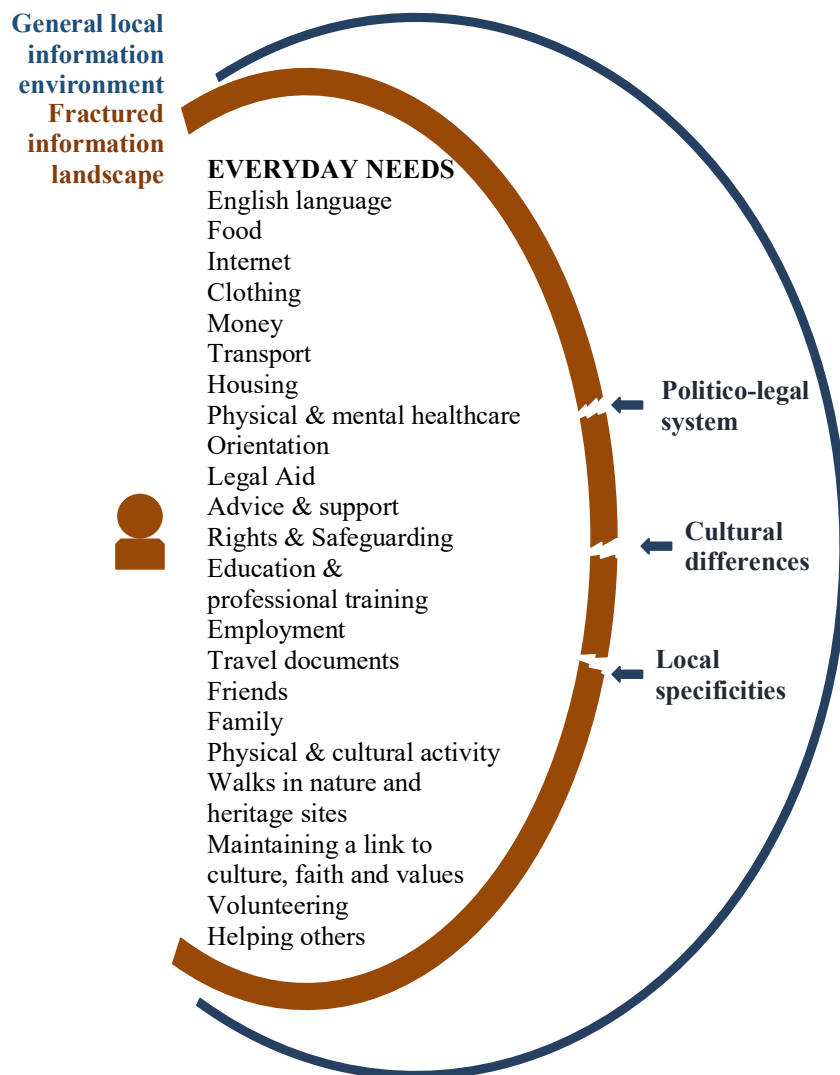 General local
information
environment
Fractured
information
landscape
EVERYDAY NEEDS
English language
Food
Internet
Clothing
Money
Transport
Housing
Physical & mental healthcare
Orientation
Legal Aid
Advice & support
Rights & Safeguarding
Education &
professional training
Employment
Travel documents
Friends
Family
Physical & cultural activity
Walks in nature and
heritage sites
Maintaining a link to
culture, faith and values
Volunteering
Helping others
Politico-legal
system
Cultural
differences
Local
specificities